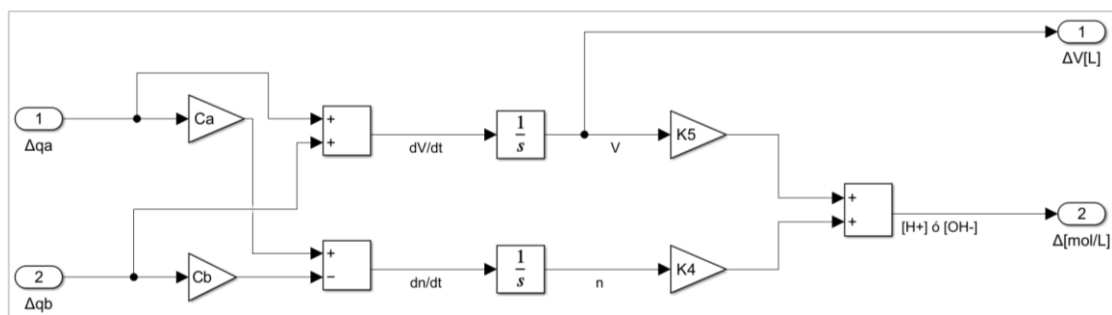 1
ΔV[L]
1
Δqa
Ca
+
+
dV/dt
1
s
V
K5
+
+
[H+] ó [OH-]
2
Δ[mol/L]
2
Δqb
Cb
+
−
dn/dt
1
s
n
K4